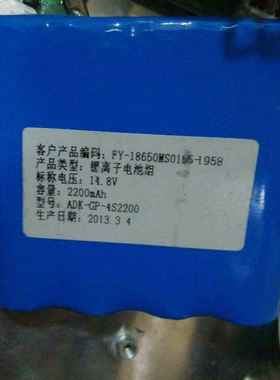 客户产品编码: FY-18650MS0155-1958
产品类型: 锂离子电池组
标称电压: 14.8V
容量: 2200mAh
型号: ADK-GP-4S2200
生产日期: 2013.3 4